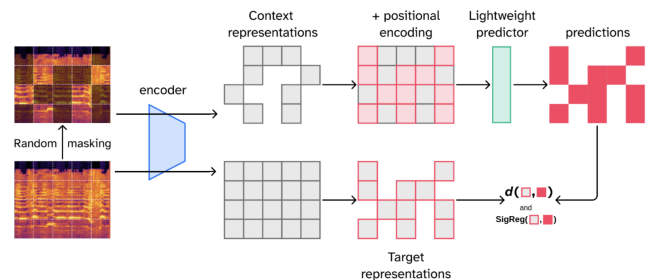 Context
representations
+ positional
encoding
Lightweight
predictor
predictions
encoder
Random masking
d( , )
and
SigReg( , )
Target
representations